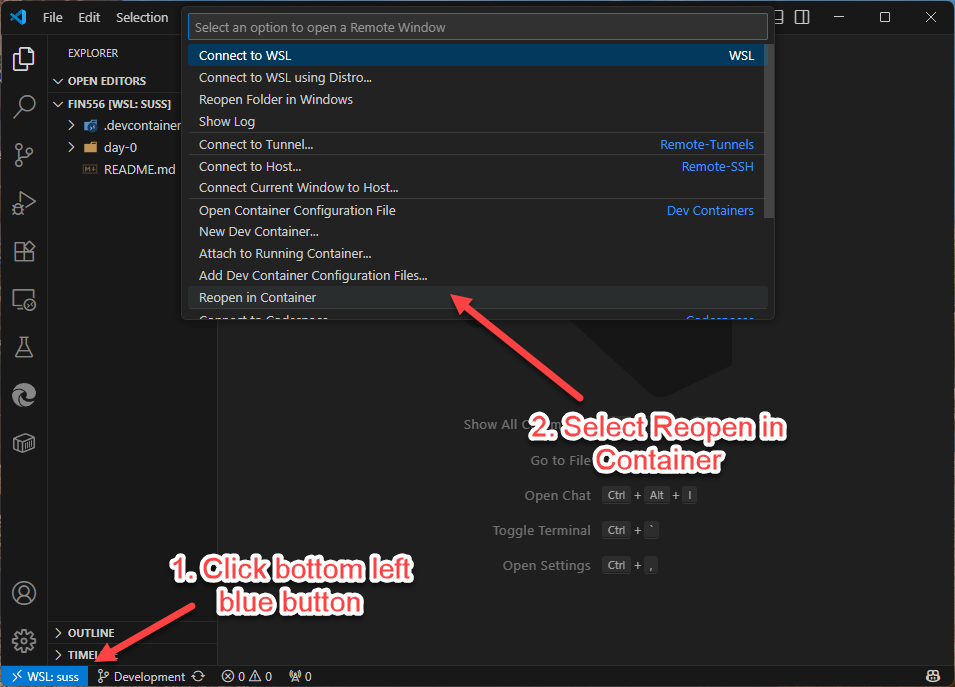 File Edit Selection
Select an option to open a Remote Window
EXPLORER
OPEN EDITORS
FIN556 [WSL: SUSS]
.devcontainer
day-0
README.md
Connect to WSL WSL
Connect to WSL using Distro...
Reopen Folder in Windows
Show Log
Connect to Tunnel... Remote-Tunnels
Connect to Host... Remote-SSH
Connect Current Window to Host...
Open Container Configuration File Dev Containers
New Dev Container...
Attach to Running Container...
Add Dev Container Configuration Files...
Reopen in Container
Show All
2. Select Reopen in
Container
Go to File
Open Chat Ctrl + Alt + I
Toggle Terminal Ctrl + `
Open Settings Ctrl + ,
1. Click bottom left
blue button
OUTLINE
WSL: suss Development 0 0 0